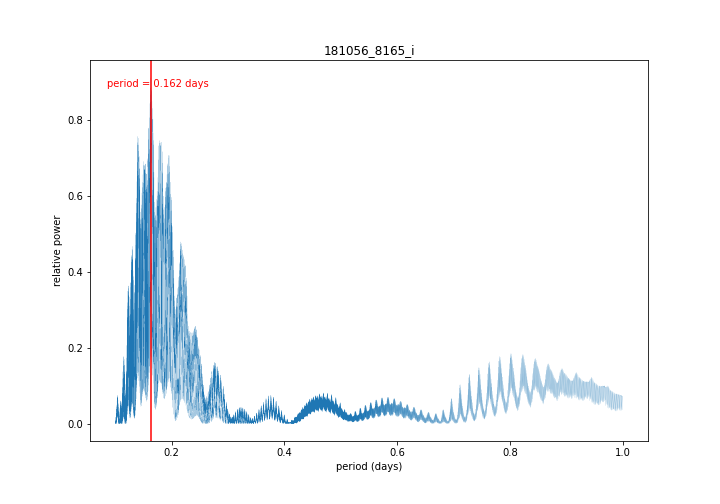 181056_8165_i
period = 0.162 days
0.8
0.6
0.4
0.2
0.0
relative power
0.2 0.4 0.6 0.8 1.0
period (days)